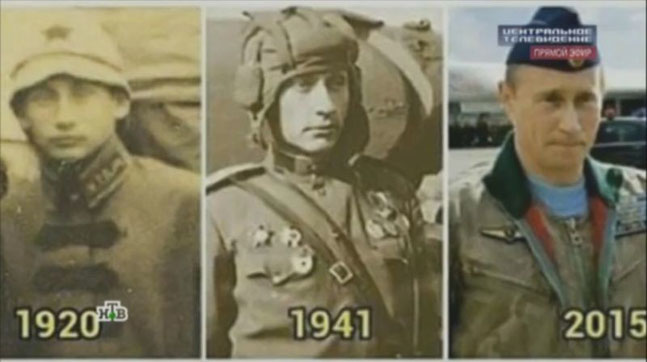 ЦЕНТРАЛЬНОЕ
ТЕЛЕВИДЕНИЕ
ПРЯМОЙ ЭФИР
1920
НТВ
1941
2015